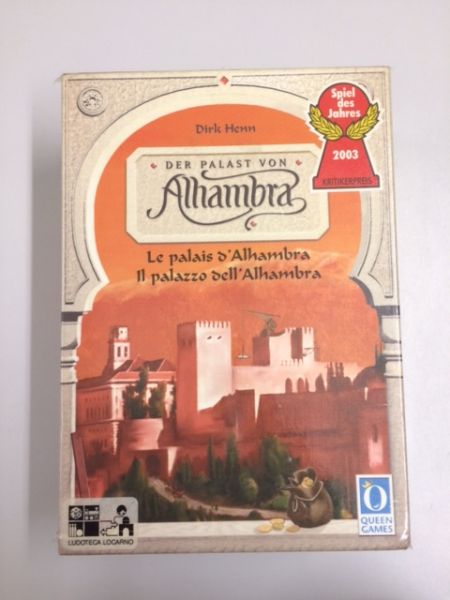 Dirk Henn
DER PALAST VON
Alhambra
Le palais d'Alhambra
Il palazzo dell'Alhambra
Spiel
des
Jahres
2003
KRITIKERPREIS
LUDOTECA LOCARNO
QUEEN
GAMES